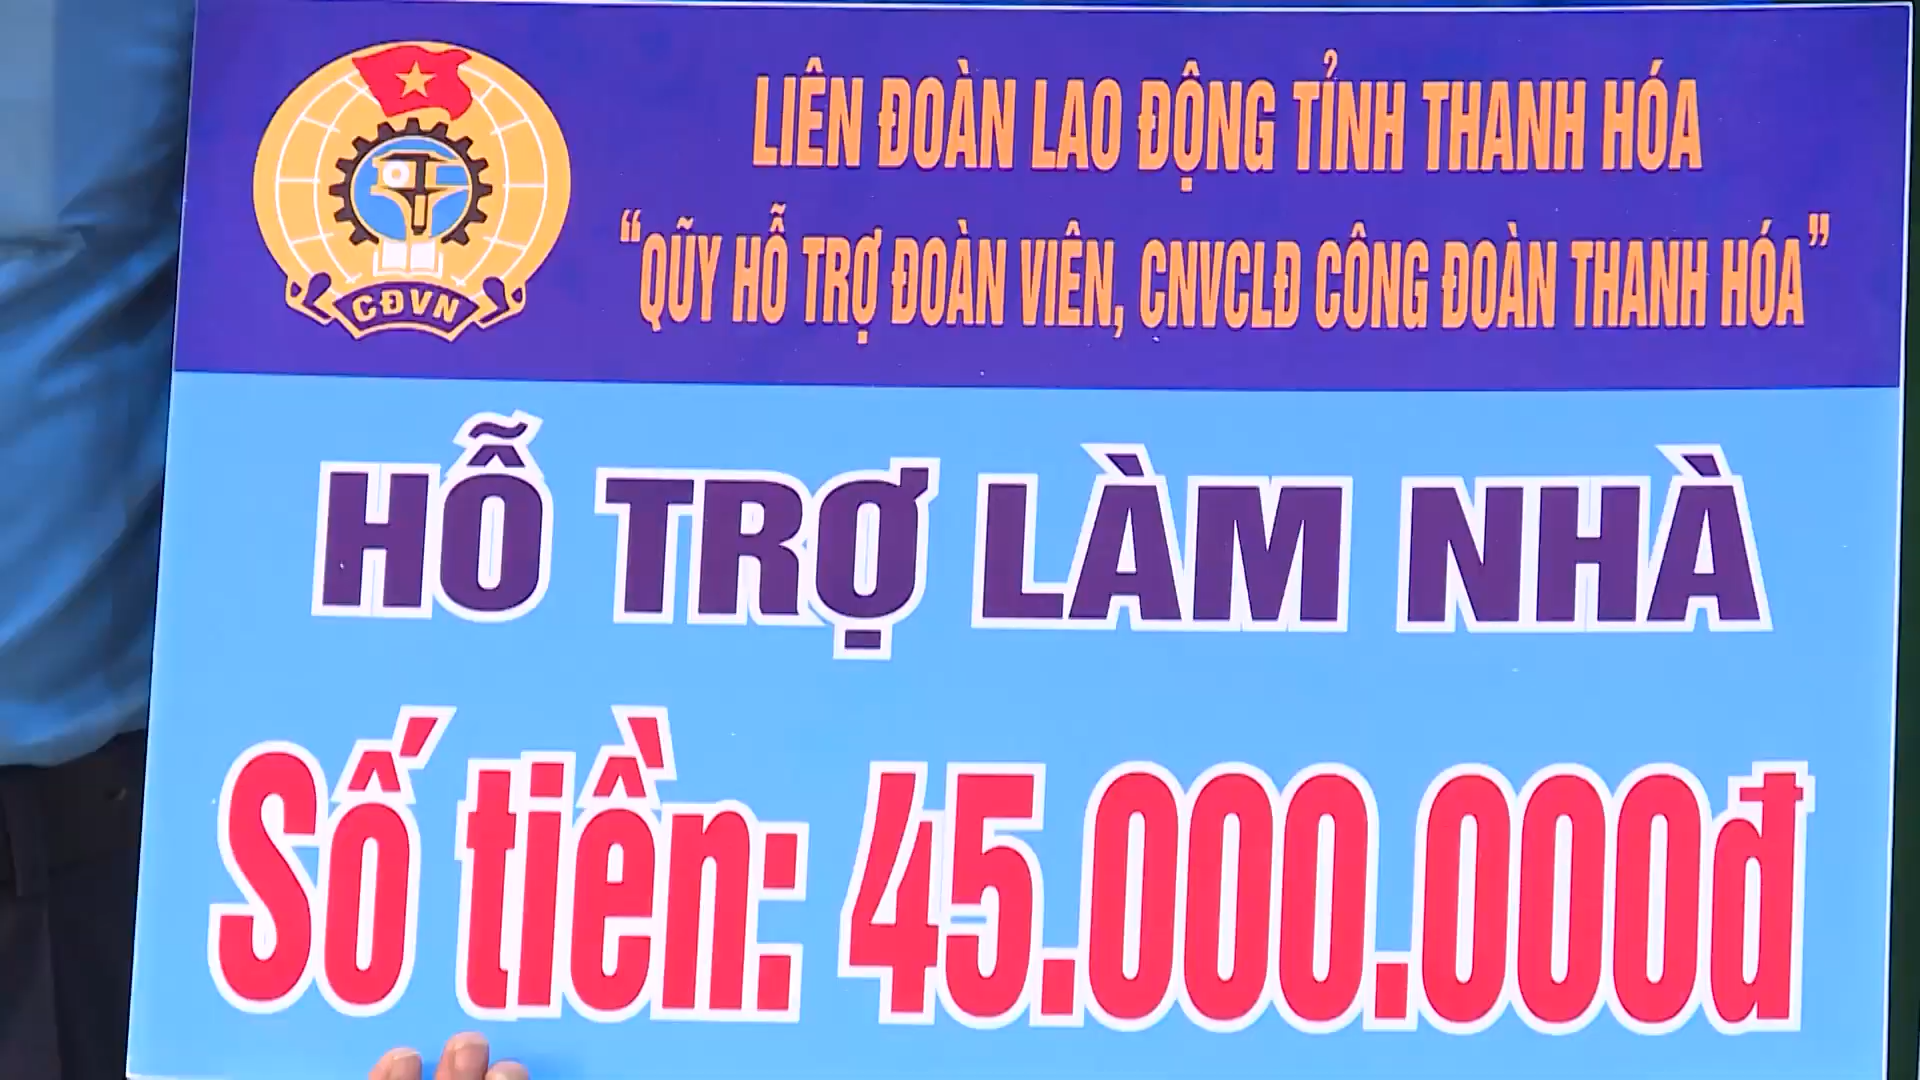 LIÊN ĐOÀN LAO ĐỘNG TỈNH THANH HÓA
“QŨY HỖ TRỢ ĐOÀN VIÊN, CNVCLĐ CÔNG ĐOÀN THANH HÓA”
CĐVN
HỖ TRỢ LÀM NHÀ
Số tiền: 45.000.000đ